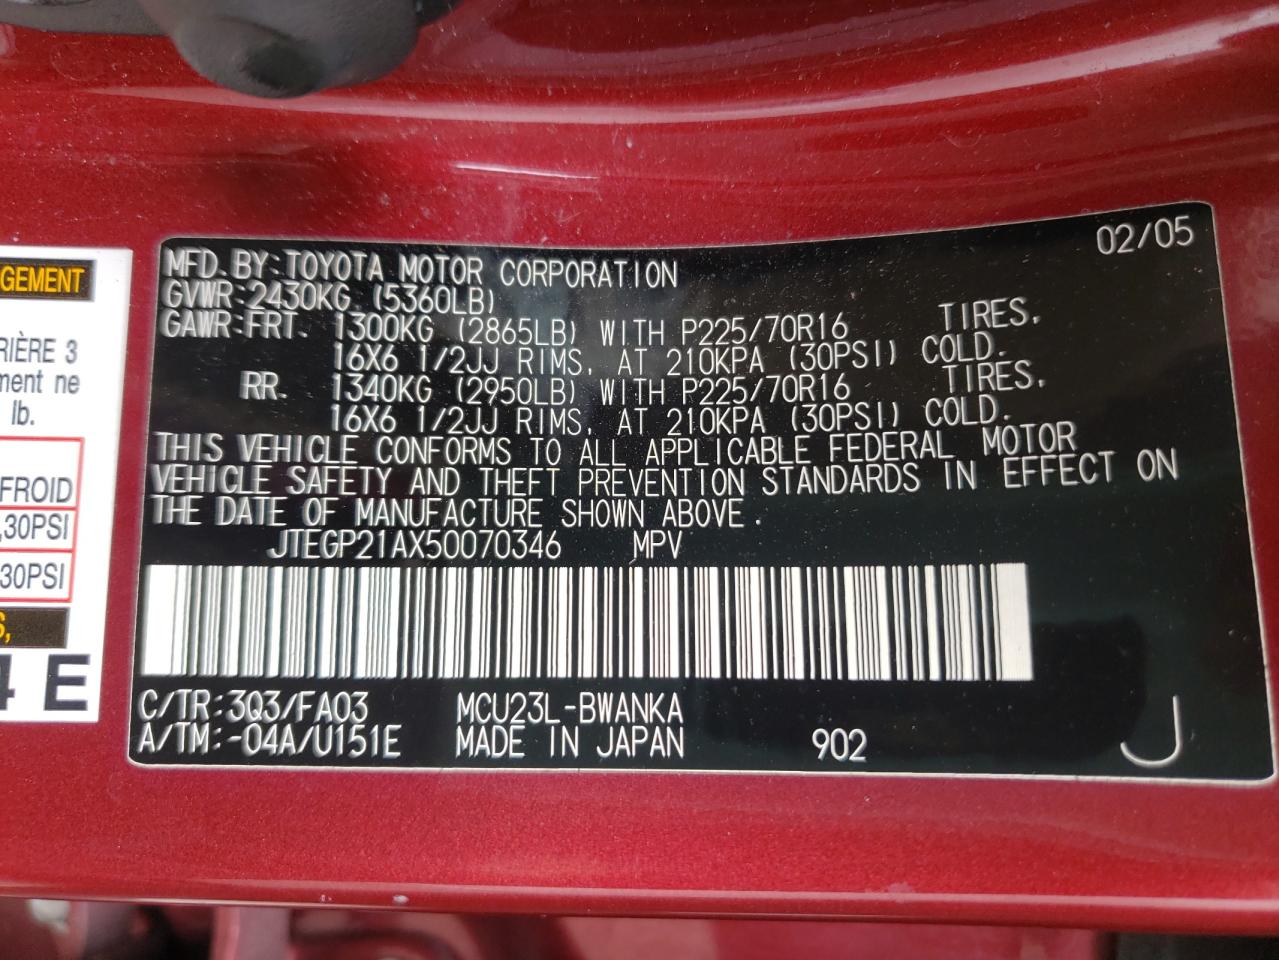 GEMENT
RIÈRE 3
ment ne
lb.
FROID
,30PSI
30PSI
S,
4 E
02/05
MFD. BY: TOYOTA MOTOR CORPORATION
GVWR: 2430KG (5360LB)
GAWR: FRT. 1300KG (2865LB) WITH P225/70R16 TIRES,
16X6 1/2JJ RIMS, AT 210KPA (30PSI) COLD.
RR. 1340KG (2950LB) WITH P225/70R16 TIRES,
16X6 1/2JJ RIMS, AT 210KPA (30PSI) COLD.
THIS VEHICLE CONFORMS TO ALL APPLICABLE FEDERAL MOTOR
VEHICLE SAFETY AND THEFT PREVENTION STANDARDS IN EFFECT ON
THE DATE OF MANUFACTURE SHOWN ABOVE.
JTEGP21AX50070346 MPV
C/TR: 3Q3/FA03 MCU23L-BWANKA
A/TM: -04A/U151E MADE IN JAPAN 902 J